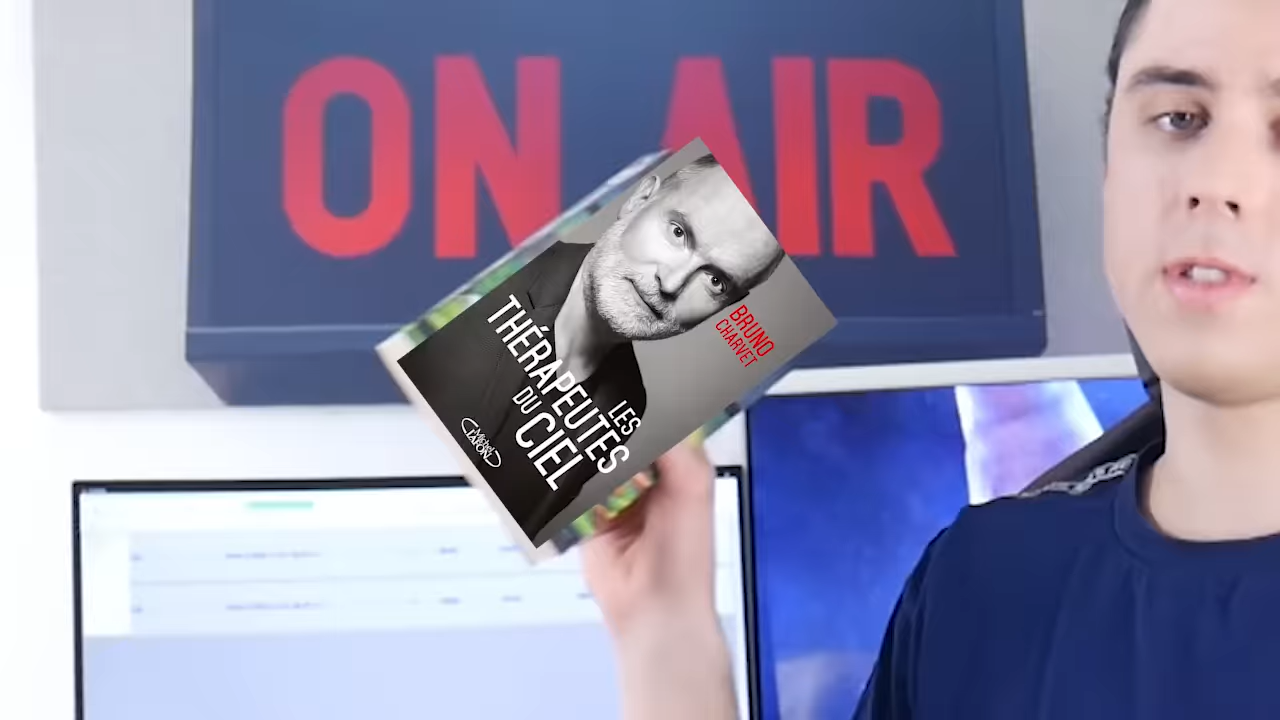 ON AIR
BRUNO
CHARVET
LES
THÉRAPEUTES
DU CIEL
Michel
LAFON